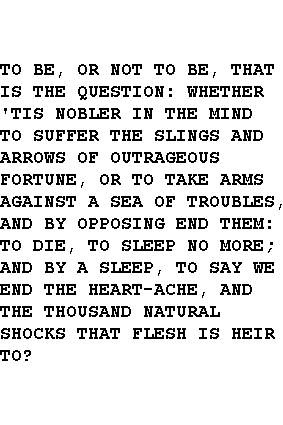 TO BE, OR NOT TO BE, THAT
IS THE QUESTION: WHETHER
'TIS NOBLER IN THE MIND
TO SUFFER THE SLINGS AND
ARROWS OF OUTRAGEOUS
FORTUNE, OR TO TAKE ARMS
AGAINST A SEA OF TROUBLES,
AND BY OPPOSING END THEM:
TO DIE, TO SLEEP NO MORE;
AND BY A SLEEP, TO SAY WE
END THE HEART-ACHE, AND
THE THOUSAND NATURAL
SHOCKS THAT FLESH IS HEIR
TO?